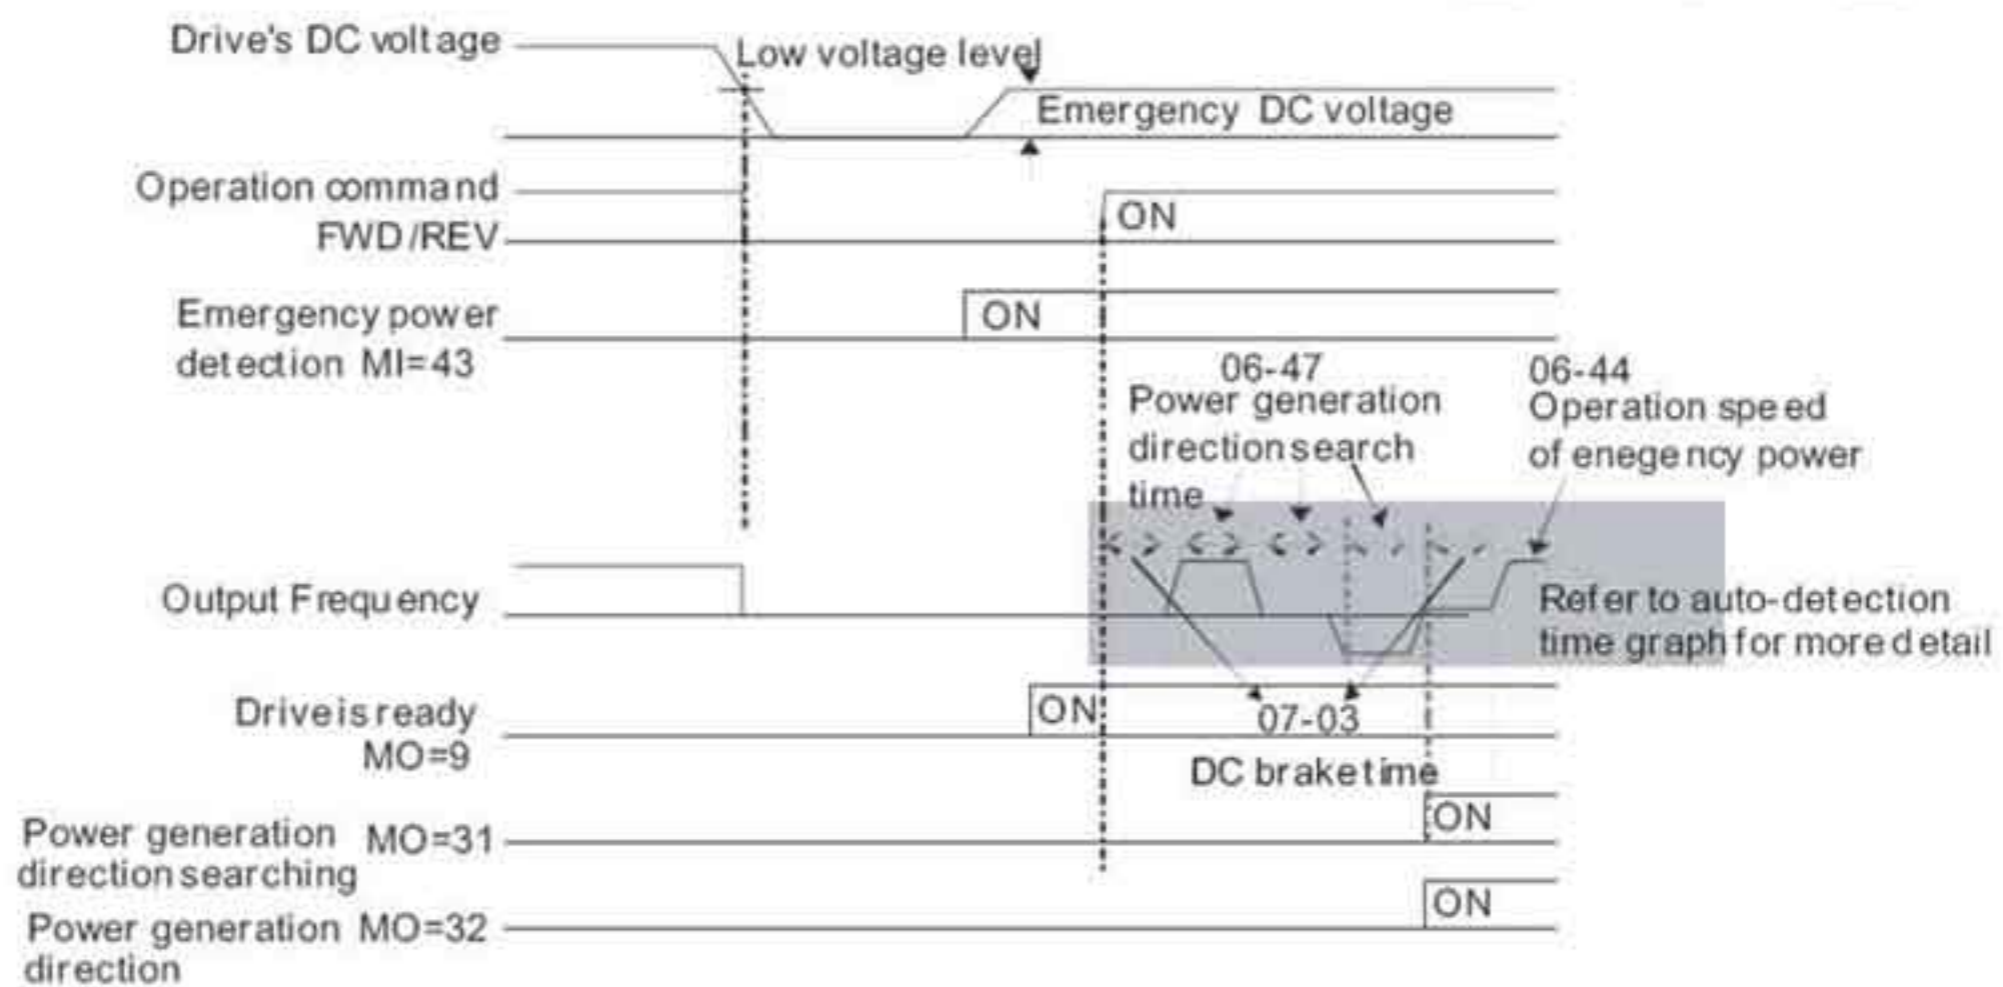 Drive's DC voltage
Low voltage level
Emergency DC voltage
Operation command
FWD/REV
ON
Emergency power
detection MI=43
ON
06-47
Power generation
direction search
time
06-44
Operation speed
of enegency power
Output Frequency
Refer to auto-detection
time graph for more detail
Drive is ready
MO=9
ON
07-03
DC brake time
Power generation MO=31
direction searching
ON
Power generation MO=32
direction
ON